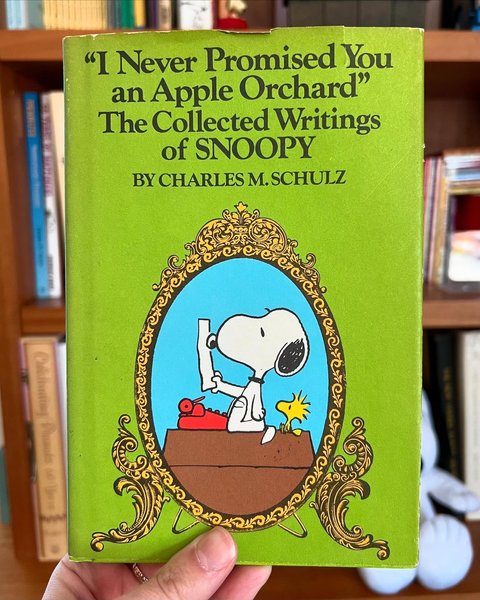 "I Never Promised You
an Apple Orchard"
The Collected Writings
of SNOOPY
BY CHARLES M. SCHULZ